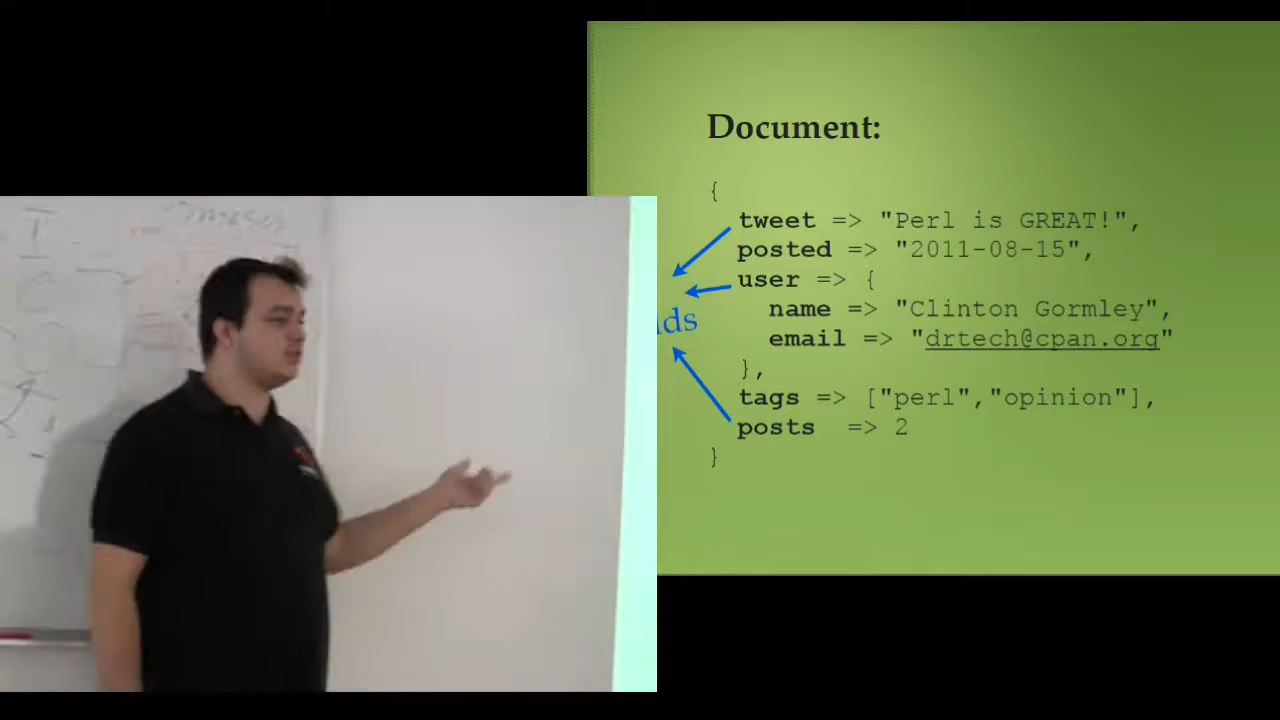 Document:
{
tweet => "Perl is GREAT!",
posted => "2011-08-15",
user => {
name => "Clinton Gormley",
email => "drtech@cpan.org"
},
tags => ["perl","opinion"],
posts => 2
}